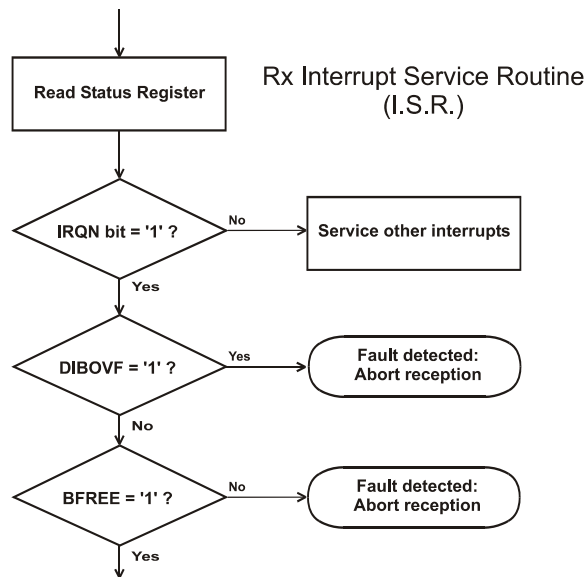 Rx Interrupt Service Routine
(I.S.R.)
Read Status Register
IRQN bit = '1' ?
No
Service other interrupts
Yes
DIBOVF = '1' ?
Yes
Fault detected:
Abort reception
No
BFREE = '1' ?
No
Fault detected:
Abort reception
Yes